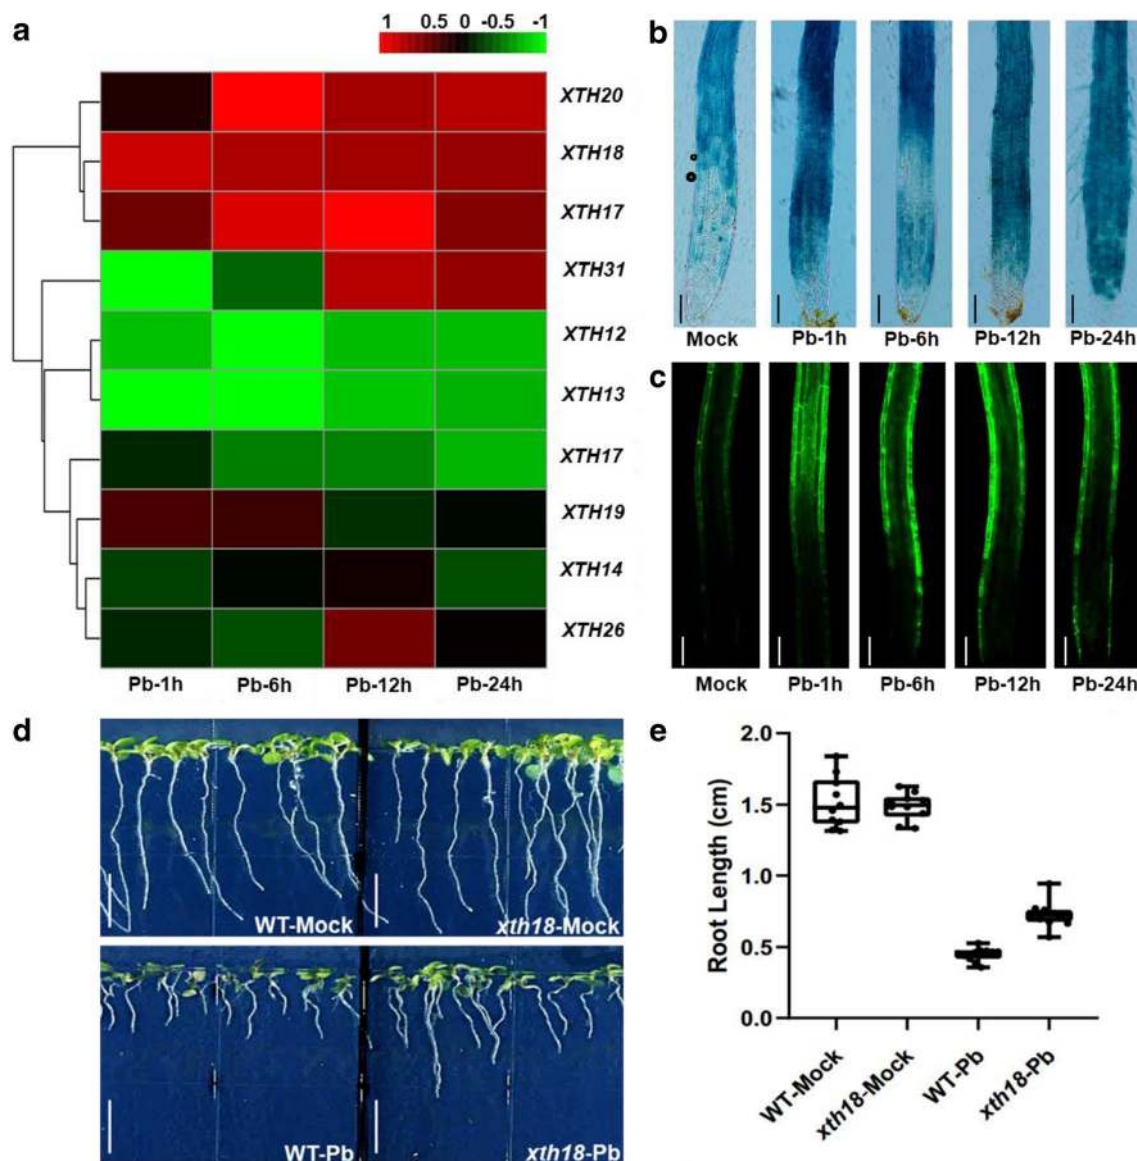 a
1 0.5 0 -0.5 -1
XTH20
XTH18
XTH17
XTH31
XTH12
XTH13
XTH17
XTH19
XTH14
XTH26
Pb-1h Pb-6h Pb-12h Pb-24h
b
Mock Pb-1h Pb-6h Pb-12h Pb-24h
c
Mock Pb-1h Pb-6h Pb-12h Pb-24h
d
WT-Mock xth18-Mock
WT-Pb xth18-Pb
e
Root Length (cm)
2.0
1.5
1.0
0.5
0.0
WT-Mock xth18-Mock WT-Pb xth18-Pb